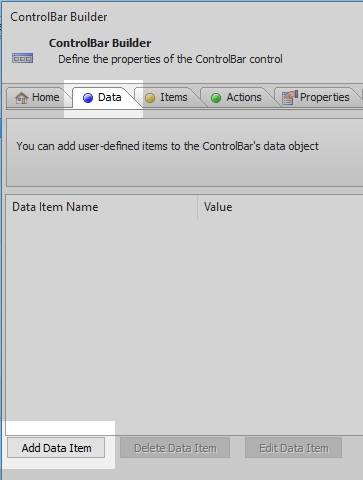 ControlBar Builder
ControlBar Builder
Define the properties of the ControlBar control
Home Data Items Actions Properties
You can add user-defined items to the ControlBar's data object
Data Item Name Value
Add Data Item Delete Data Item Edit Data Item